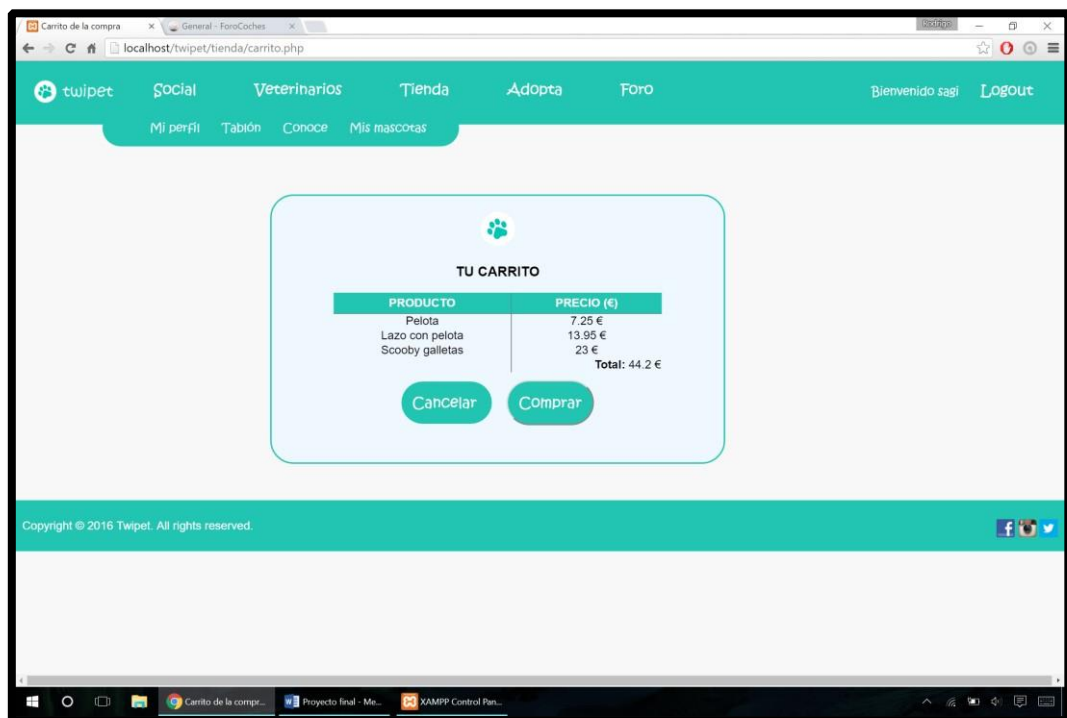 Carrito de la compra General - ForoCoches Rodrigo
localhost/twipet/tienda/carrito.php
twipet Social Veterinarios Tienda Adopta Foro Bienvenido sagi Logout
Mi perfil Tablón Conoce Mis mascotas
TU CARRITO
PRODUCTO PRECIO (€)
Pelota 7.25 €
Lazo con pelota 13.95 €
Scooby galletas 23 €
Total: 44.2 €
Cancelar Comprar
Copyright © 2016 Twipet. All rights reserved.
Carrito de la compr... Proyecto final - Me... XAMPP Control Pan...